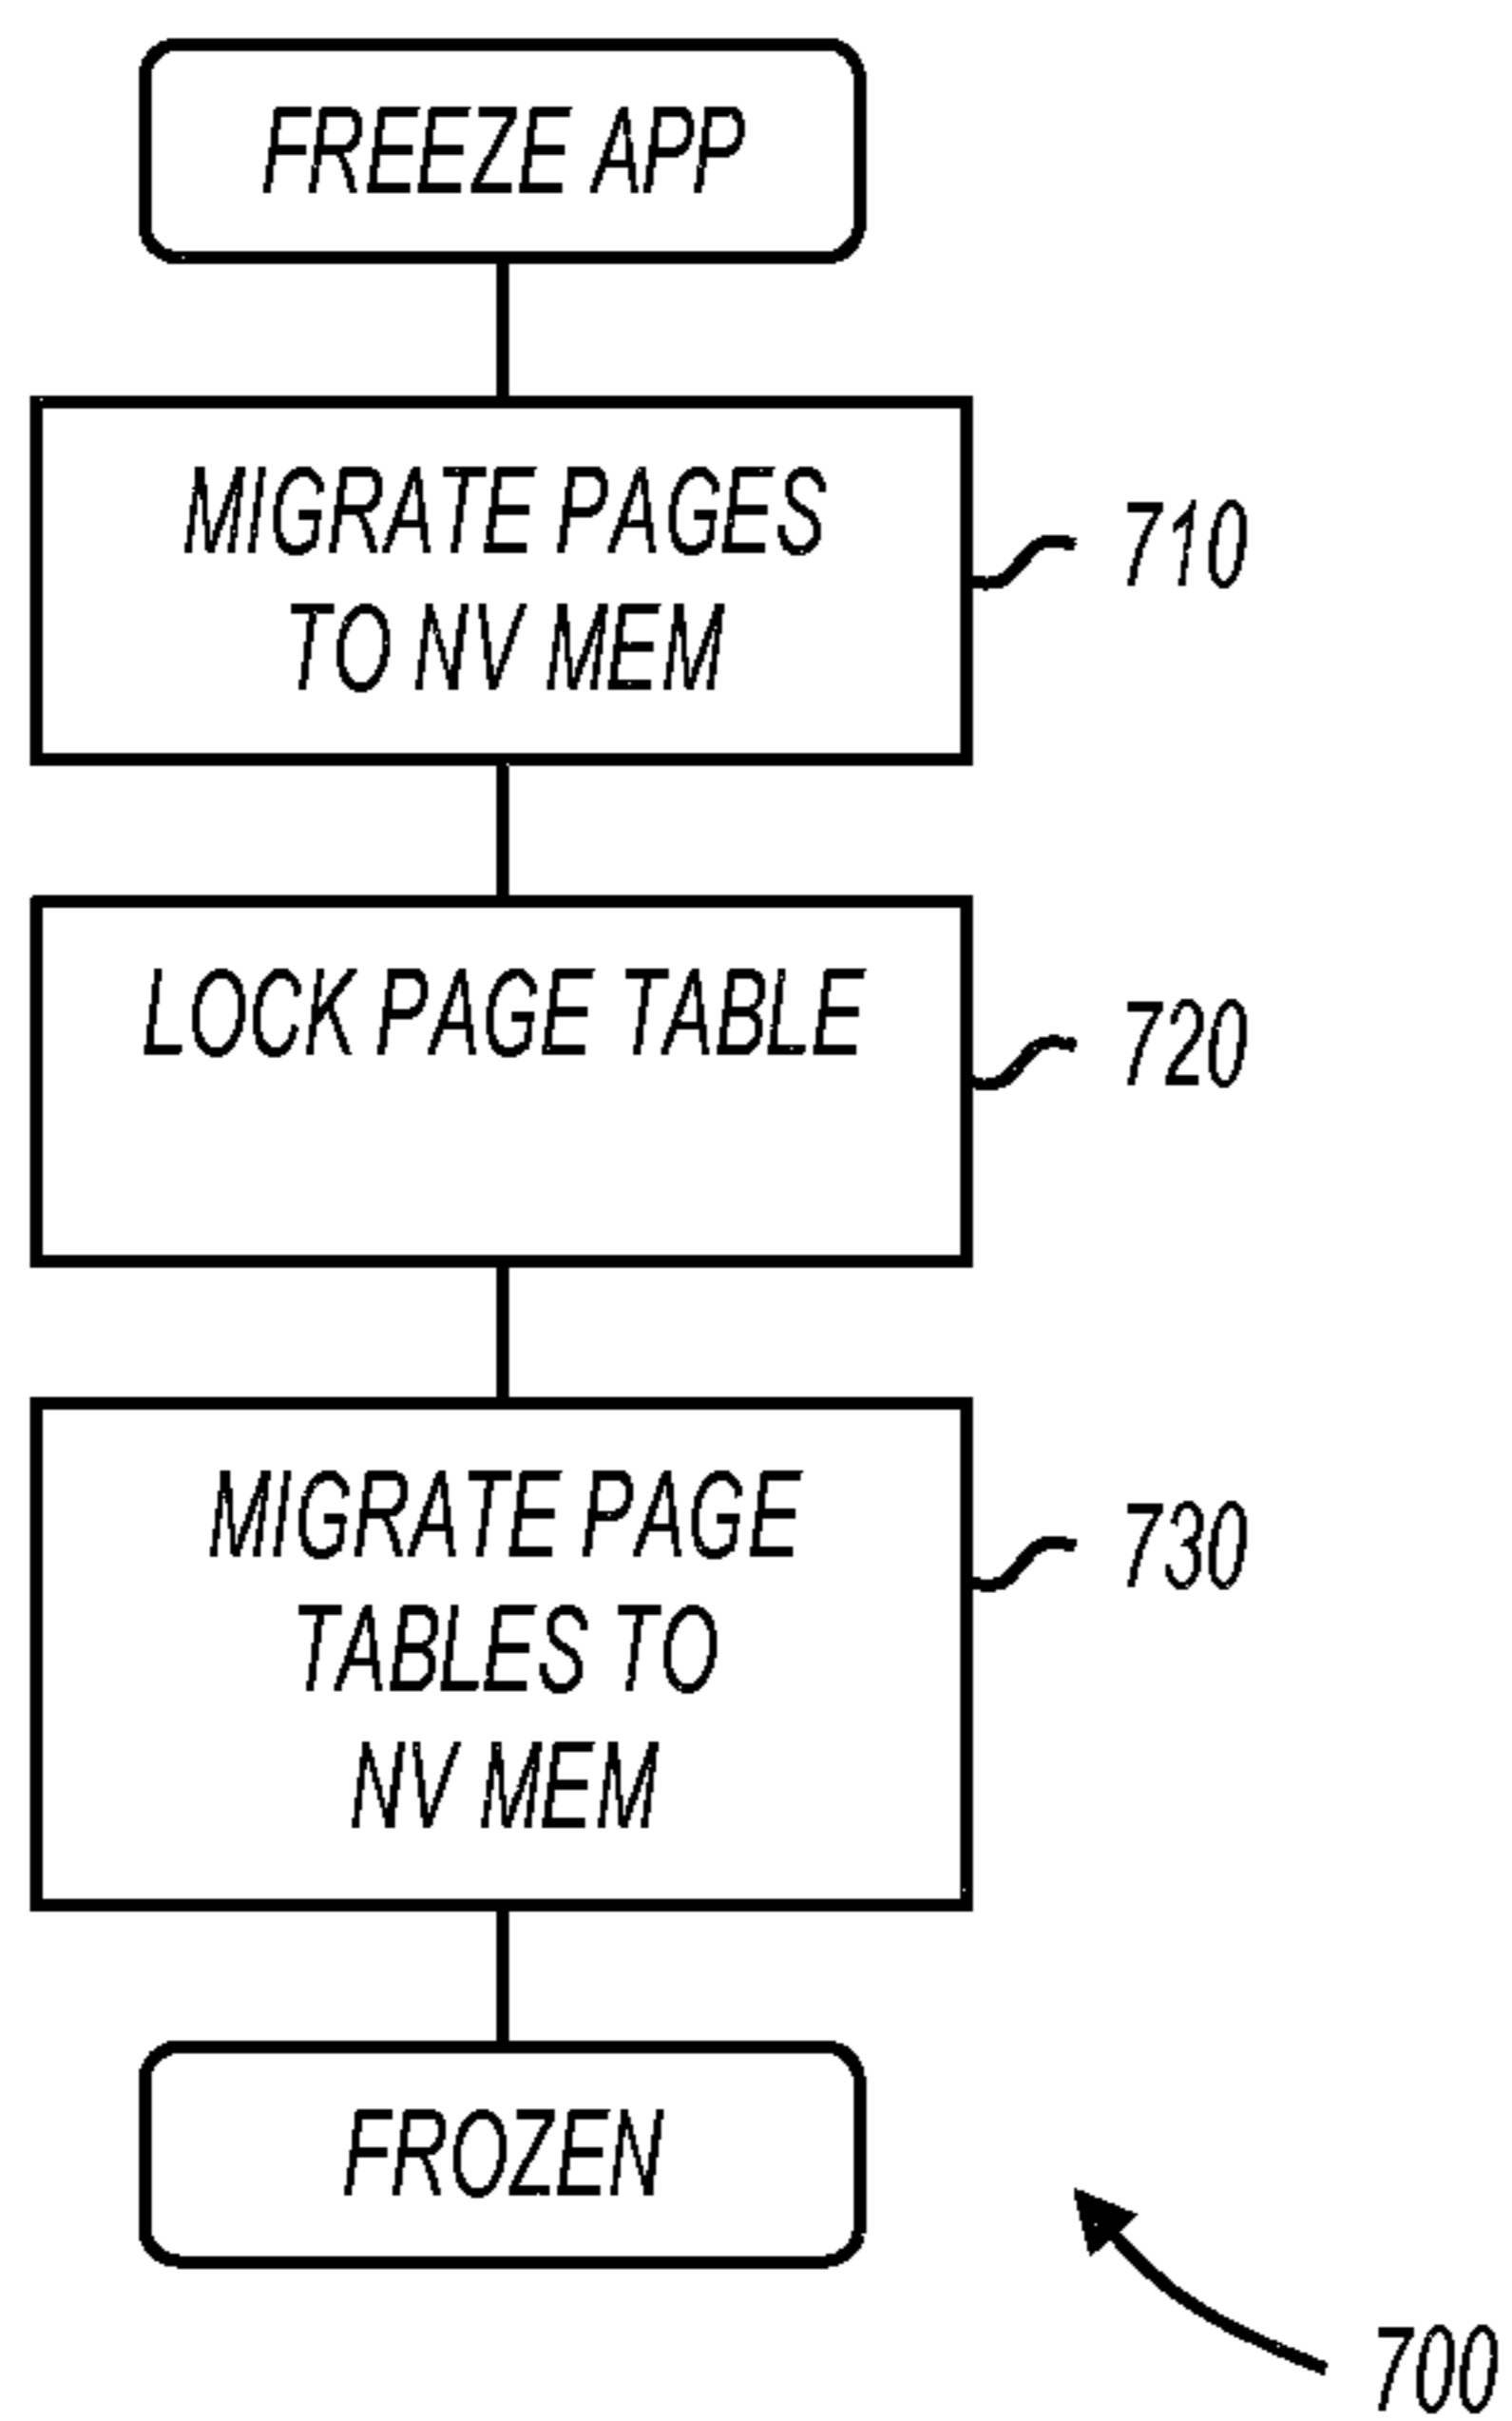 FREEZE APP
MIGRATE PAGES
TO NV MEM
710
LOCK PAGE TABLE
720
MIGRATE PAGE
TABLES TO
NV MEM
730
FROZEN
700